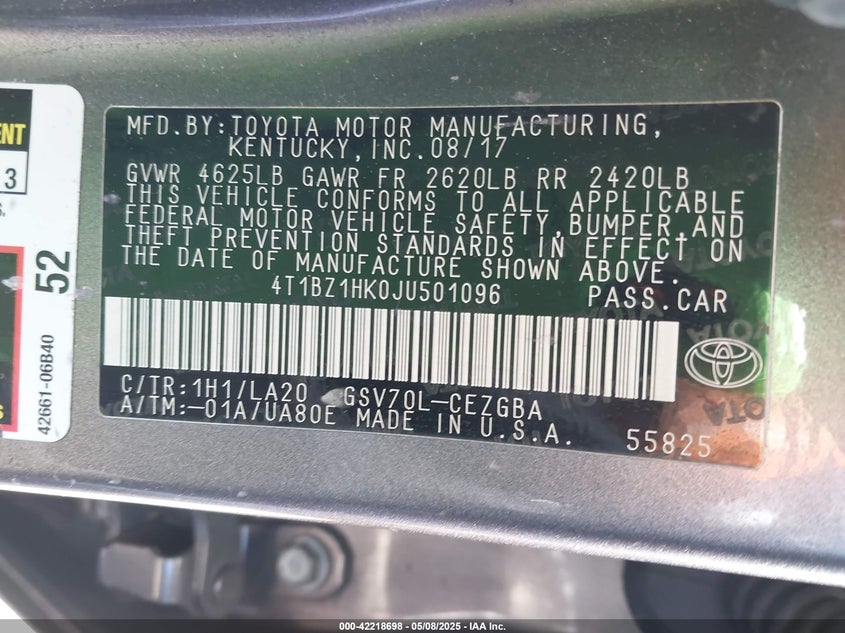 ENT
3
S.
52
42661-06B40
S
MFD.BY:TOYOTA MOTOR MANUFACTURING,
KENTUCKY,INC.08/17
GVWR 4625LB GAWR FR 2620LB RR 2420LB
THIS VEHICLE CONFORMS TO ALL APPLICABLE
FEDERAL MOTOR VEHICLE SAFETY,BUMPER,AND
THEFT PREVENTION STANDARDS IN EFFECT ON
THE DATE OF MANUFACTURE SHOWN ABOVE.
4T1BZ1HK0JU501096 PASS.CAR
C/TR:1H1/LA20 GSV70L-CEZGBA
A/TM:-01A/UA80E MADE IN U.S.A. 55825
000-42218698 - 05/08/2025 - IAA Inc.